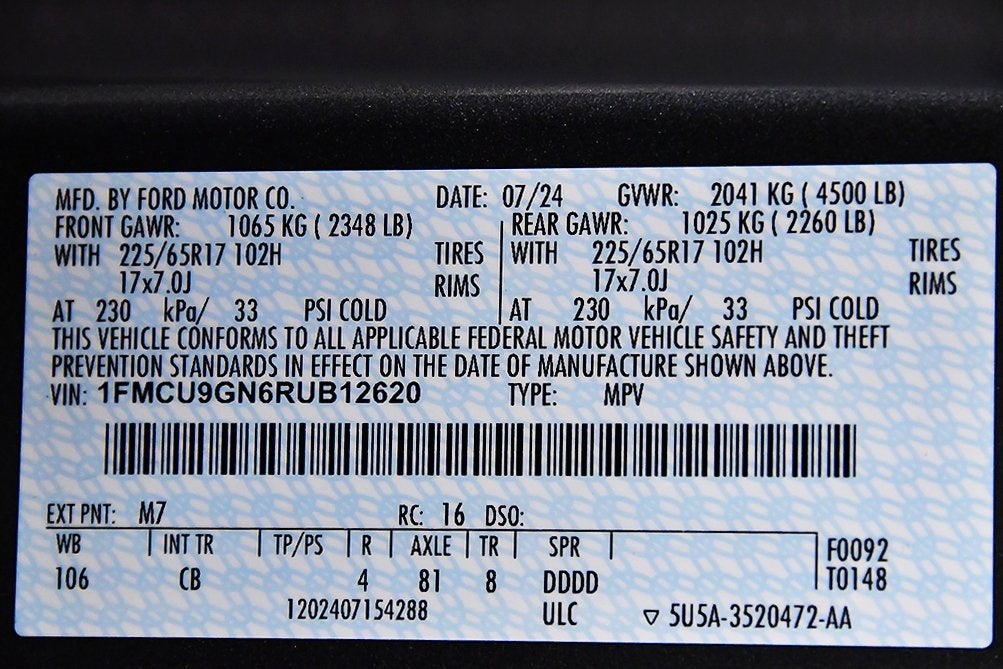 MFD. BY FORD MOTOR CO. DATE: 07/24 GVWR: 2041 KG ( 4500 LB)
FRONT GAWR: 1065 KG ( 2348 LB) REAR GAWR: 1025 KG ( 2260 LB)
WITH 225/65R17 102H TIRES WITH 225/65R17 102H TIRES
17x7.0J RIMS 17x7.0J RIMS
AT 230 kPa/ 33 PSI COLD AT 230 kPa/ 33 PSI COLD
THIS VEHICLE CONFORMS TO ALL APPLICABLE FEDERAL MOTOR VEHICLE SAFETY AND THEFT
PREVENTION STANDARDS IN EFFECT ON THE DATE OF MANUFACTURE SHOWN ABOVE.
VIN: 1FMCU9GN6RUB12620 TYPE: MPV
EXT PNT: M7 RC: 16 DSO:
WB INT TR TP/PS R AXLE TR SPR F0092
106 CB 4 81 8 DDDD T0148
1202407154288 ULC ▽ 5U5A-3520472-AA